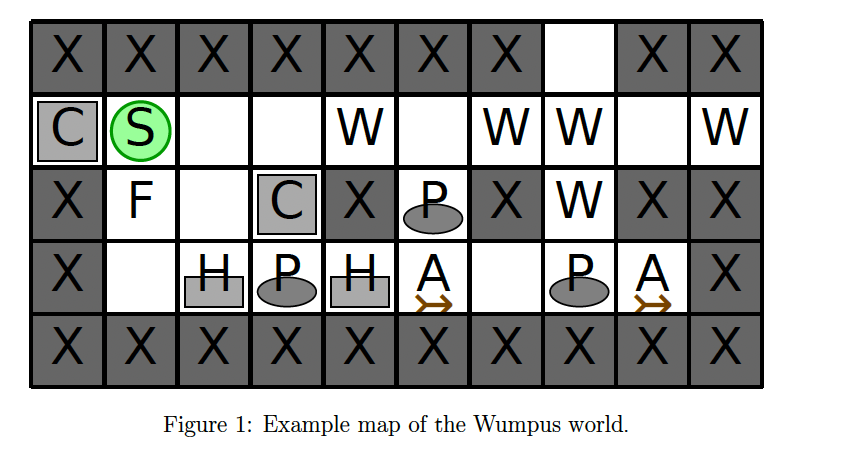 X X X X X X X X X
C S W W W W
X F C X P X W X X
X H P H A P A X
X X X X X X X X X X
Figure 1: Example map of the Wumpus world.